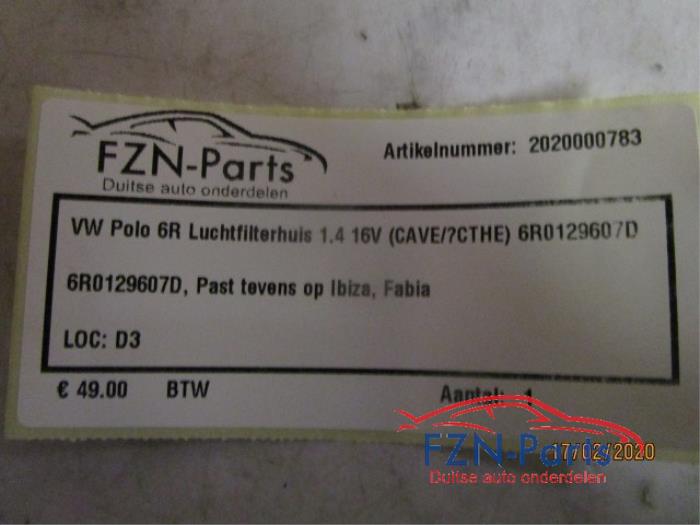 FZN-Parts
Duitse auto onderdelen
Artikelnummer: 2020000783
VW Polo 6R Luchtfilterhuis 1.4 16V (CAVE/?CTHE) 6R0129607D
6R0129607D, Past tevens op Ibiza, Fabia
LOC: D3
€ 49.00 BTW Aantal: 1
17/02/2020
FZN-Parts
Duitse auto onderdelen